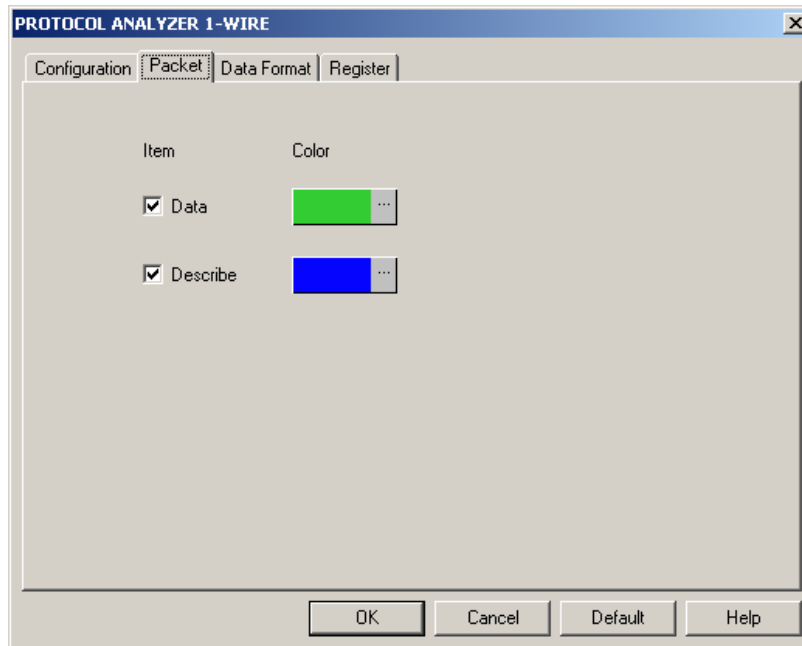 PROTOCOL ANALYZER 1-WIRE
Configuration Packet Data Format Register
Item Color
Data ...
Describe ...
OK Cancel Default Help